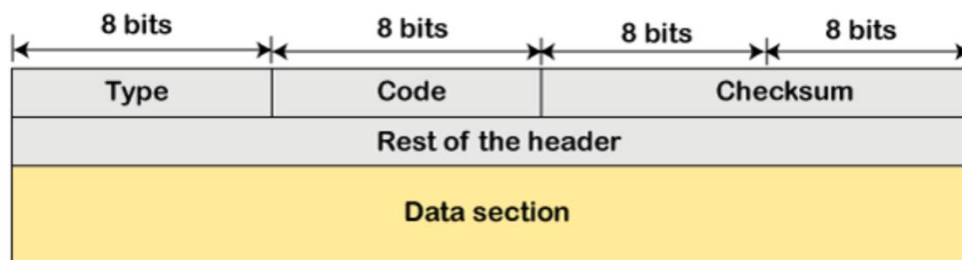 8 bits 8 bits 8 bits 8 bits
Type Code Checksum
Rest of the header
Data section